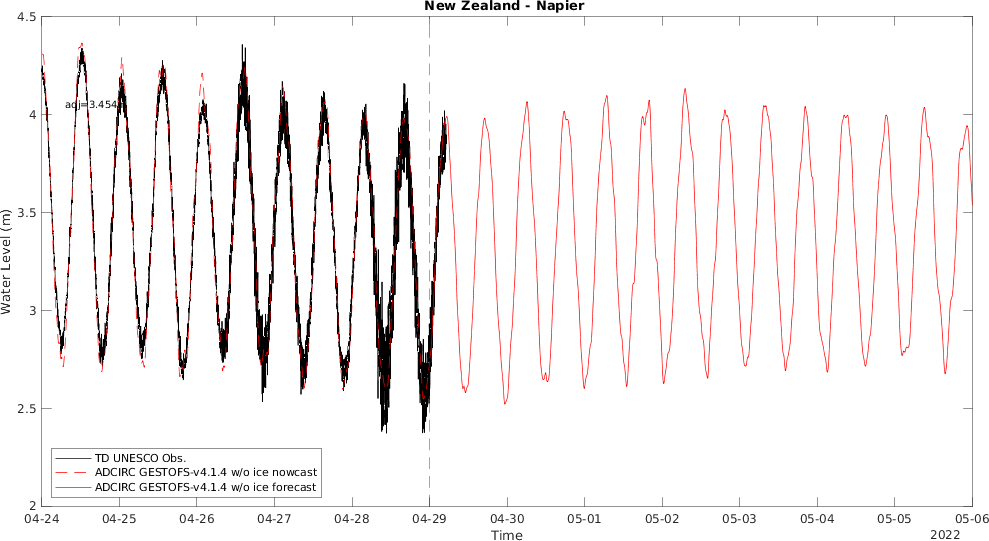 New Zealand - Napier
4.5
4
3.5
3
2.5
2
Water Level (m)
adj=3.454
TD UNESCO Obs.
ADCIRC GESTOFS-v4.1.4 w/o ice nowcast
ADCIRC GESTOFS-v4.1.4 w/o ice forecast
04-24 04-25 04-26 04-27 04-28 04-29 04-30 05-01 05-02 05-03 05-04 05-05 05-06
Time
2022